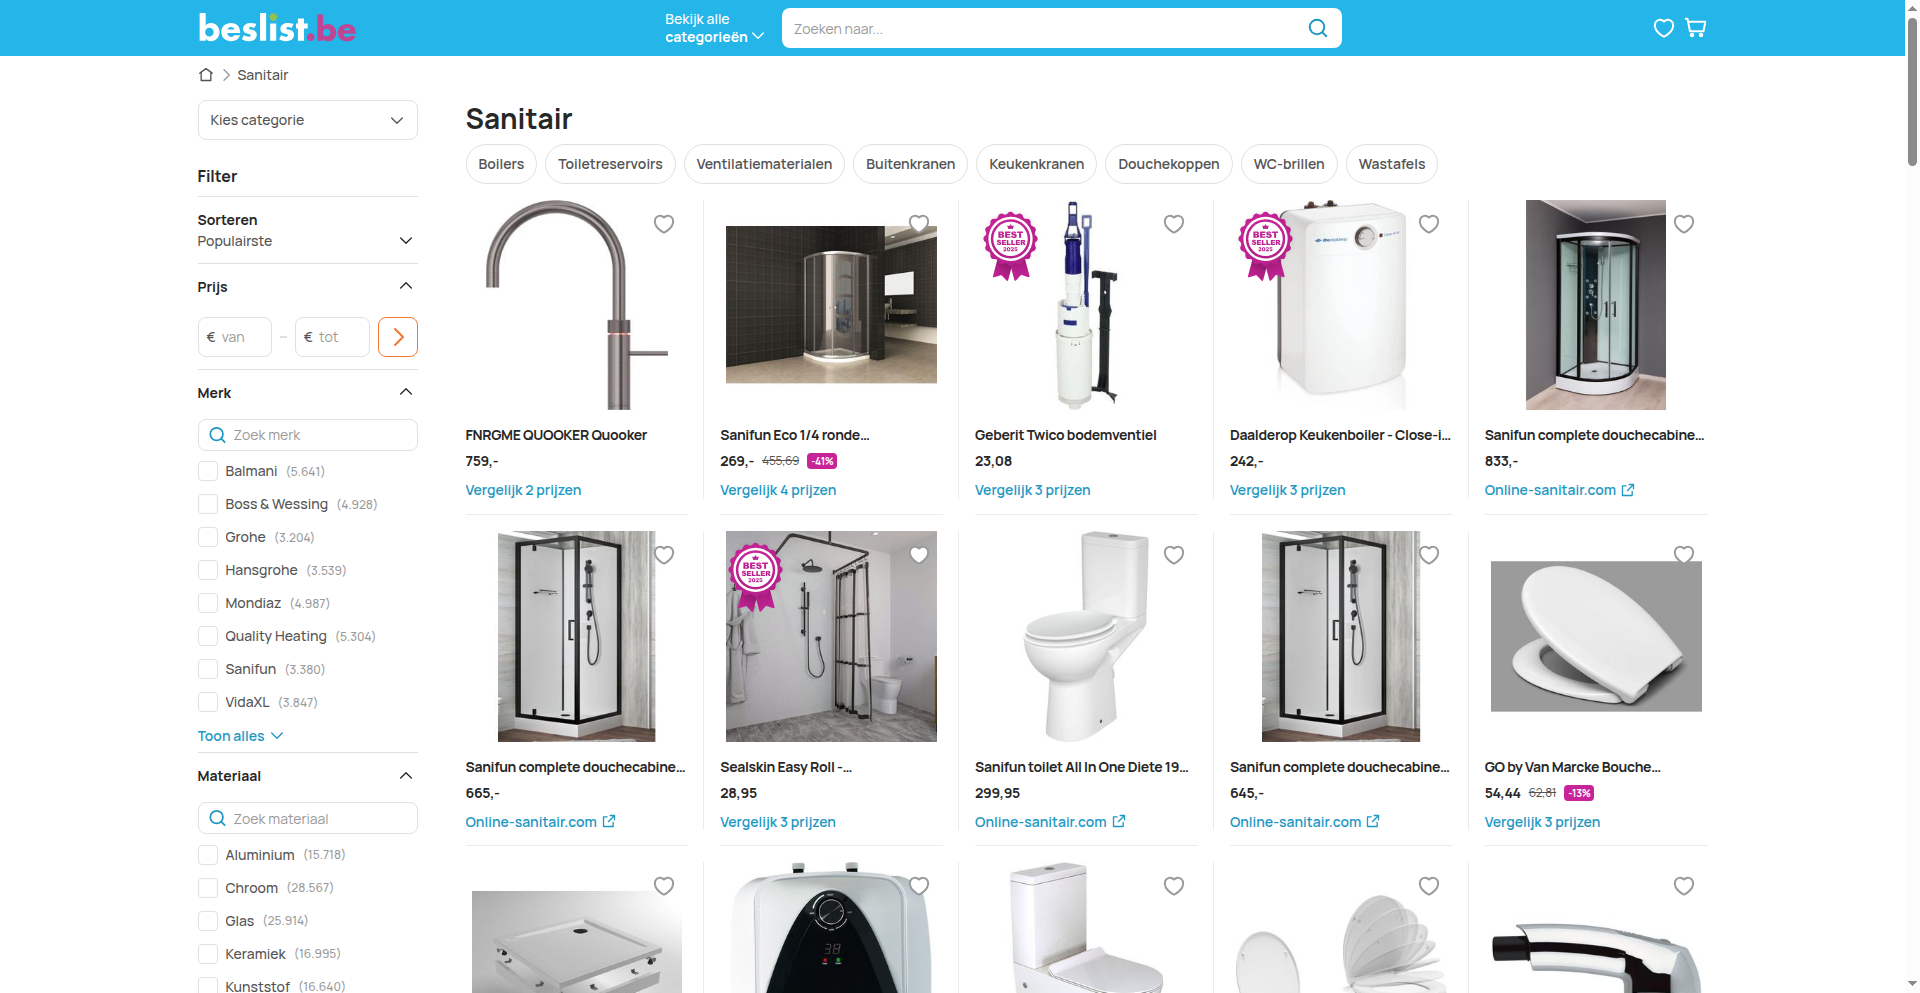 beslist.be
Bekijk alle
categorieën
Zoeken naar...
Sanitair
Kies categorie
Filter
Sorteren
Populairste
Prijs
€ van
–
€ tot
Merk
Zoek merk
Balmani (5.641)
Boss & Wessing (4.928)
Grohe (3.204)
Hansgrohe (3.539)
Mondiaz (4.987)
Quality Heating (5.304)
Sanifun (3.380)
VidaXL (3.847)
Toon alles
Materiaal
Zoek materiaal
Aluminium (15.718)
Chroom (28.567)
Glas (25.914)
Keramiek (16.995)
Kunststof (16.640)
Sanitair
Boilers
Toiletreservoirs
Ventilatiematerialen
Buitenkranen
Keukenkranen
Douchekoppen
WC-brillen
Wastafels
FNRGME QUOOKER Quooker
759,-
Vergelijk 2 prijzen
Sanifun Eco 1/4 ronde...
269,- 455,69 -41%
Vergelijk 4 prijzen
BEST
SELLER
2025
Geberit Twico bodemventiel
23,08
Vergelijk 3 prijzen
BEST
SELLER
2025
Daalderop Keukenboiler - Close-i...
242,-
Vergelijk 3 prijzen
Sanifun complete douchecabine...
833,-
Online-sanitair.com
Sanifun complete douchecabine...
665,-
Online-sanitair.com
BEST
SELLER
2025
Sealskin Easy Roll -...
28,95
Vergelijk 3 prijzen
Sanifun toilet All In One Diete 19...
299,95
Online-sanitair.com
Sanifun complete douchecabine...
645,-
Online-sanitair.com
GO by Van Marcke Bouche...
54,44 62,81 -13%
Vergelijk 3 prijzen
38